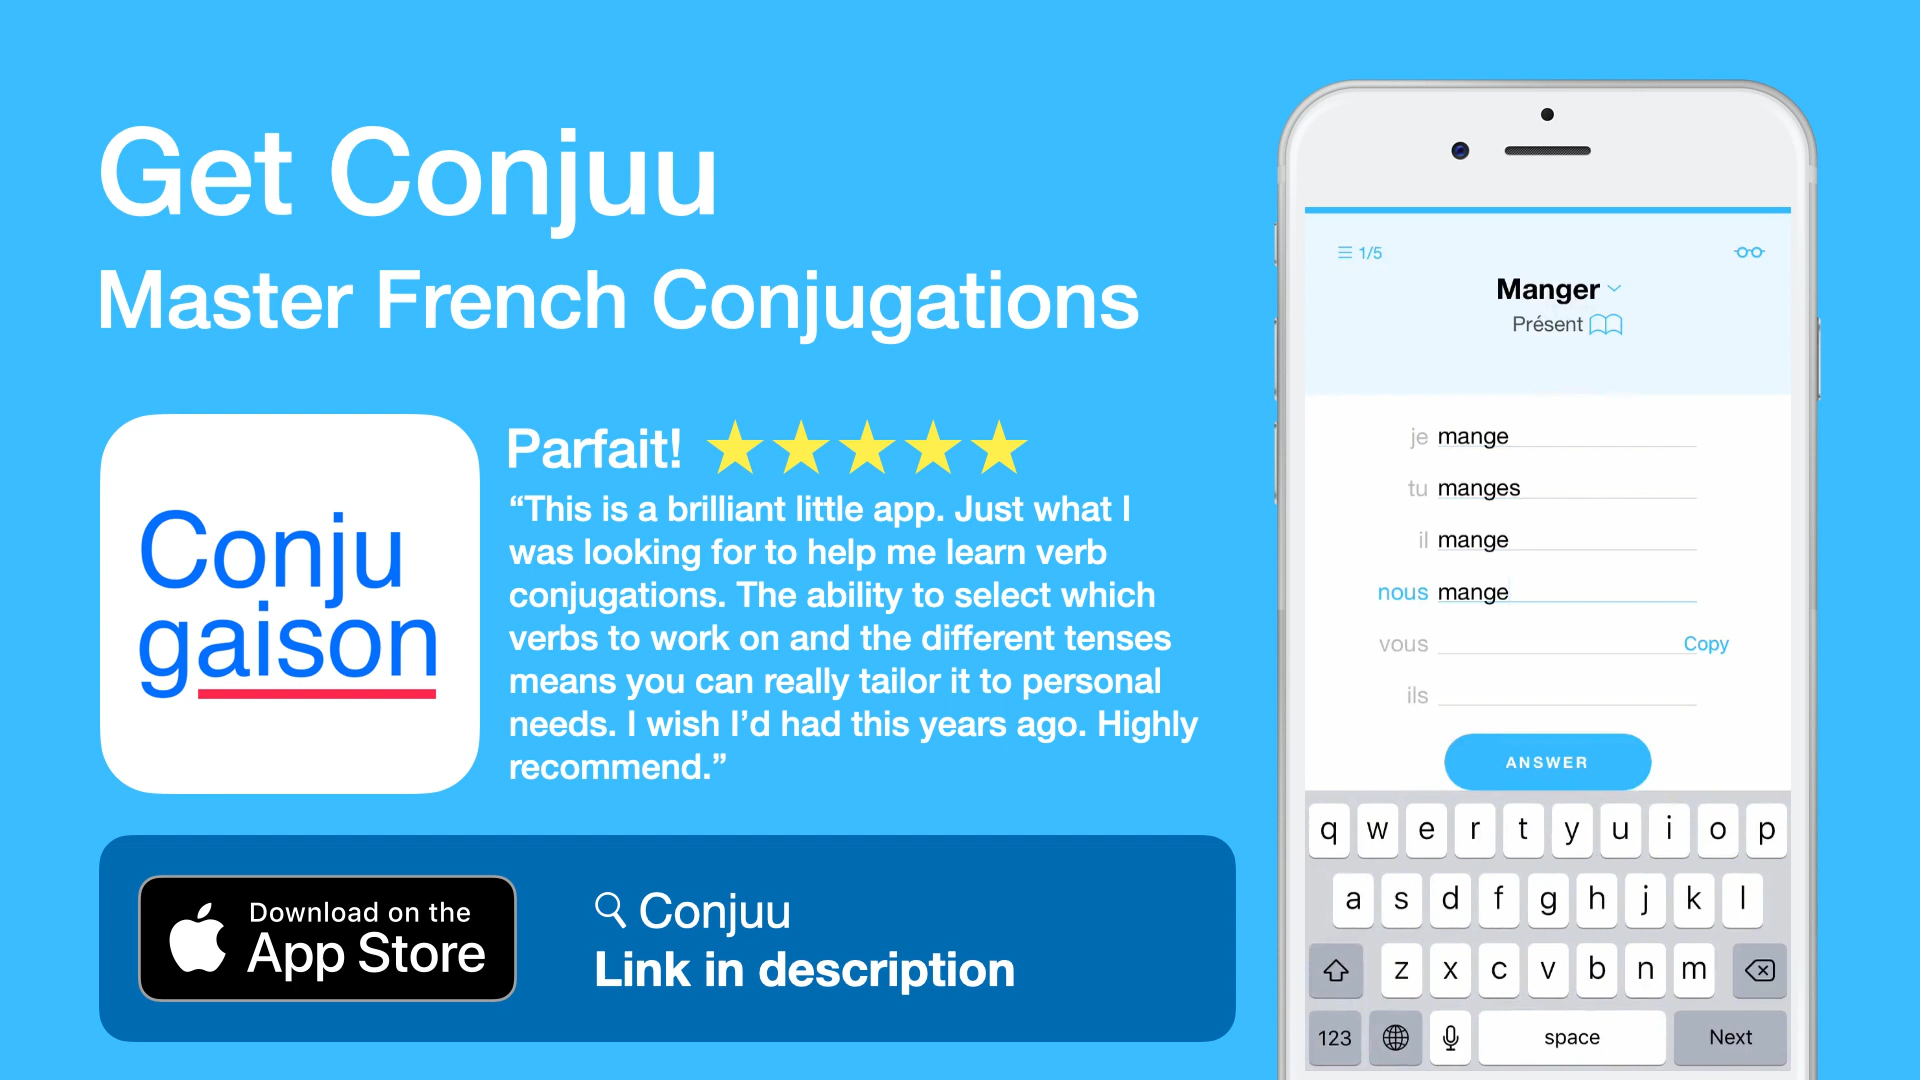 Get Conjuu
Master French Conjugations
Conju
gaison
Parfait!
“This is a brilliant little app. Just what I
was looking for to help me learn verb
conjugations. The ability to select which
verbs to work on and the different tenses
means you can really tailor it to personal
needs. I wish I’d had this years ago. Highly
recommend.”
Download on the
App Store
Conjuu
Link in description
1/5
Manger
Présent
je mange
tu manges
il mange
nous mange
vous
Copy
ils
ANSWER
q w e r t y u i o p
a s d f g h j k l
z x c v b n m
123 space Next